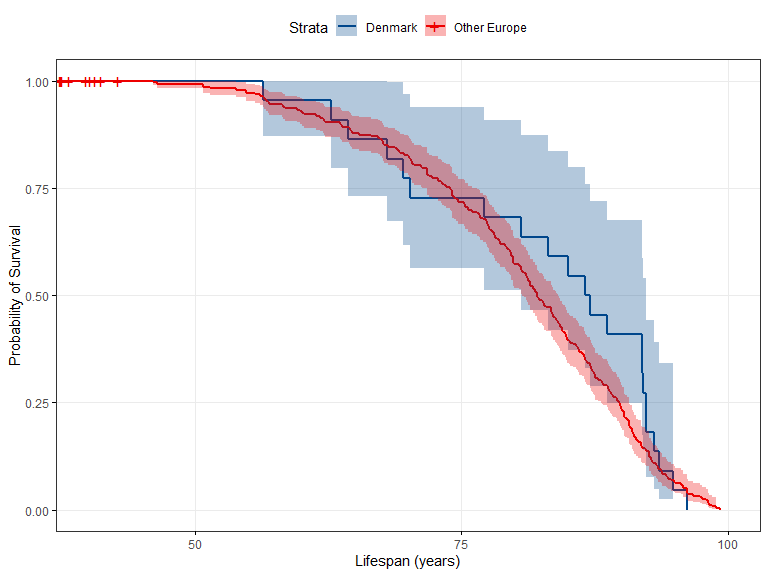 Strata Denmark Other Europe
1.00
0.75
0.50
0.25
0.00
Probability of Survival
50 75 100
Lifespan (years)